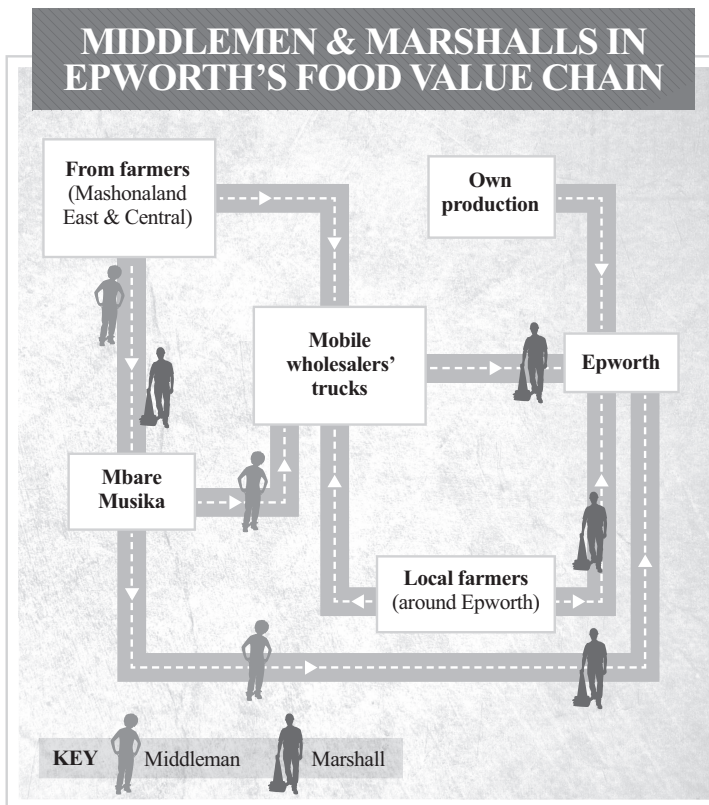 MIDDLEMEN & MARSHALLS IN
EPWORTH’S FOOD VALUE CHAIN
From farmers
(Mashonaland
East & Central)
Own
production
Mobile
wholesalers’
trucks
Epworth
Mbare
Musika
Local farmers
(around Epworth)
KEY
Middleman
Marshall